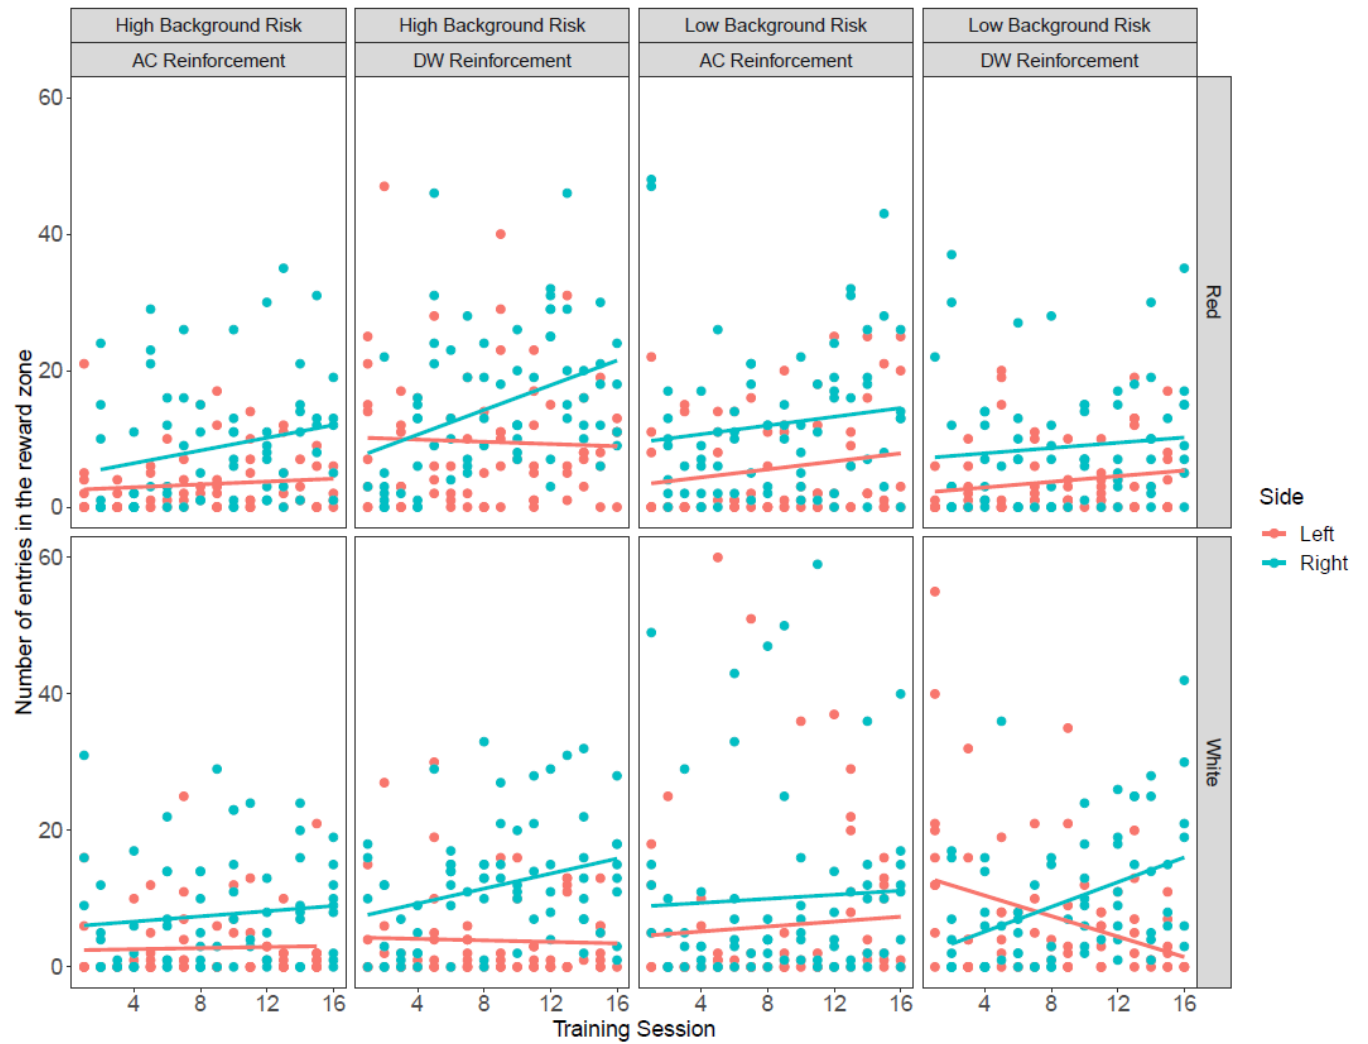 High Background Risk
High Background Risk
Low Background Risk
Low Background Risk
AC Reinforcement
DW Reinforcement
AC Reinforcement
DW Reinforcement
Number of entries in the reward zone
60
40
20
0
Red
60
40
20
0
White
4 8 12 16
4 8 12 16
4 8 12 16
4 8 12 16
Training Session
Side
Left
Right